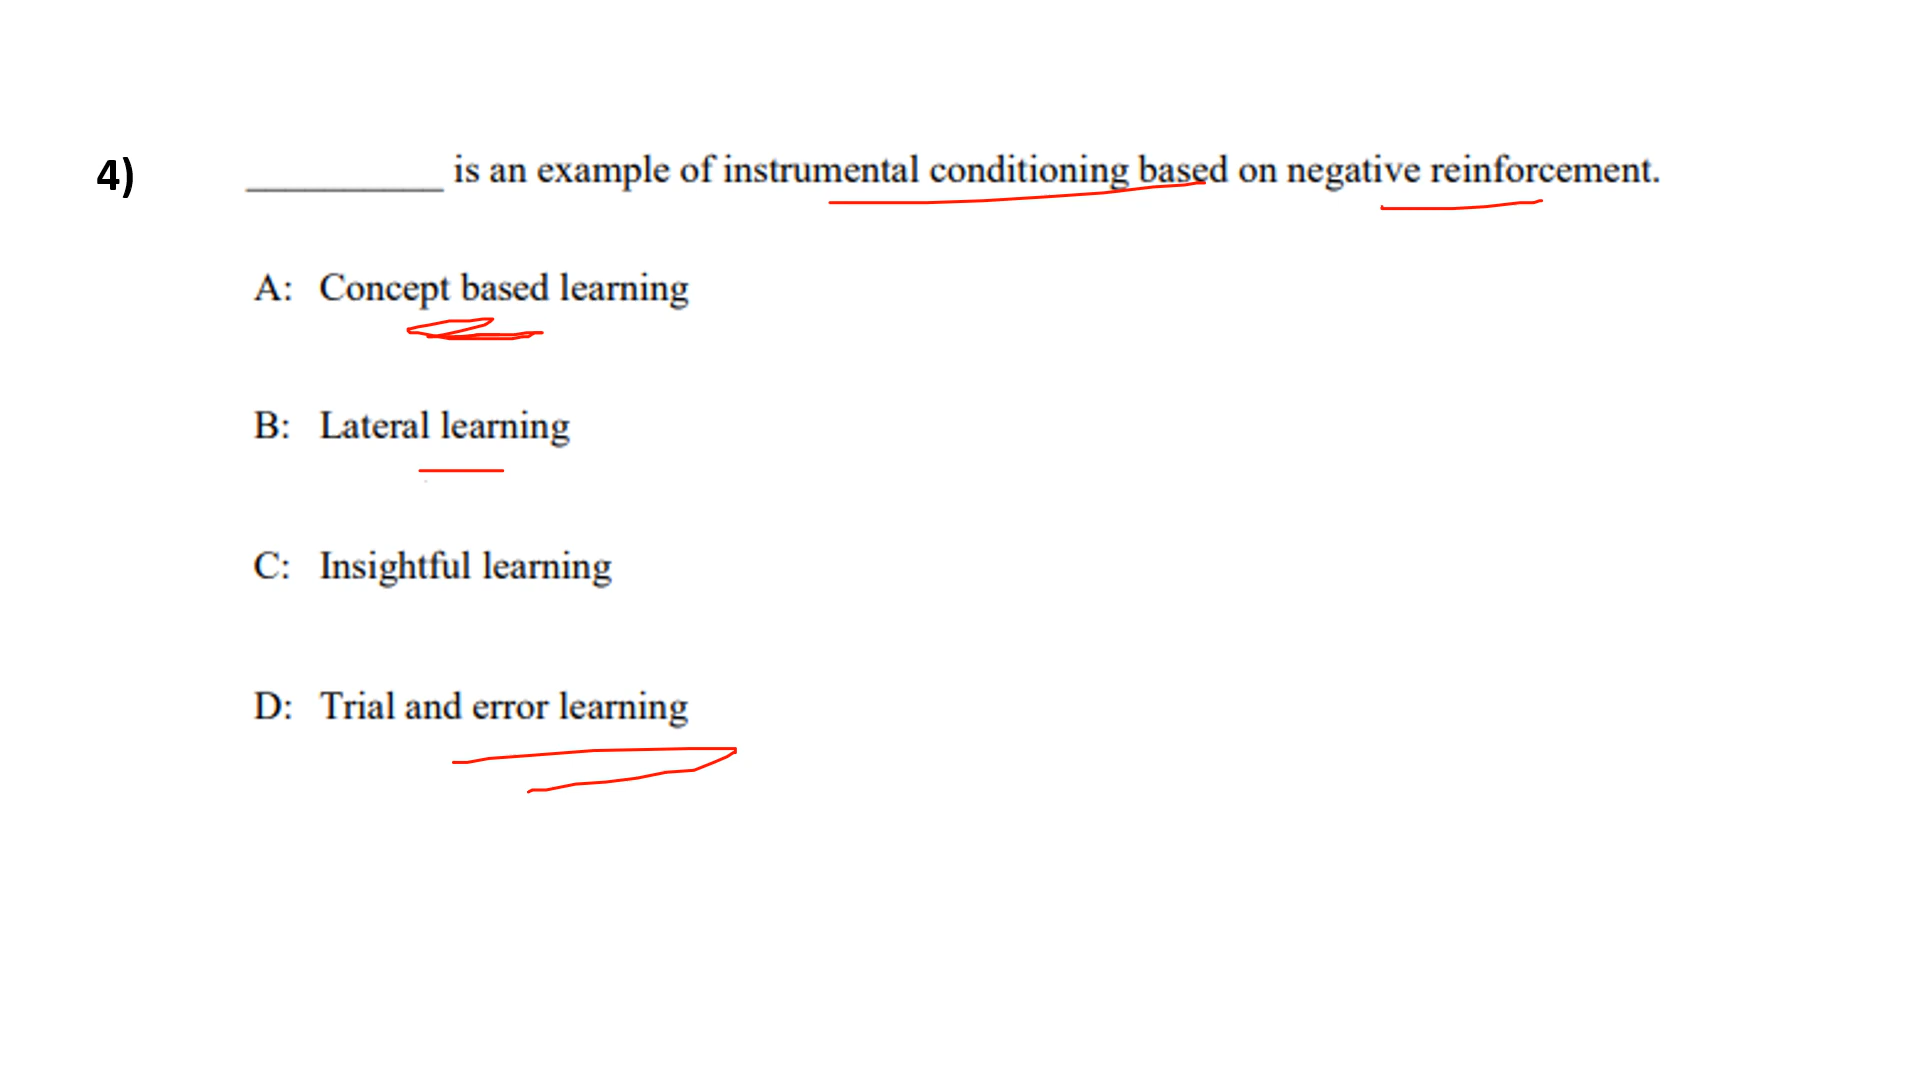 4) __________ is an example of instrumental conditioning based on negative reinforcement.
A: Concept based learning
B: Lateral learning
C: Insightful learning
D: Trial and error learning